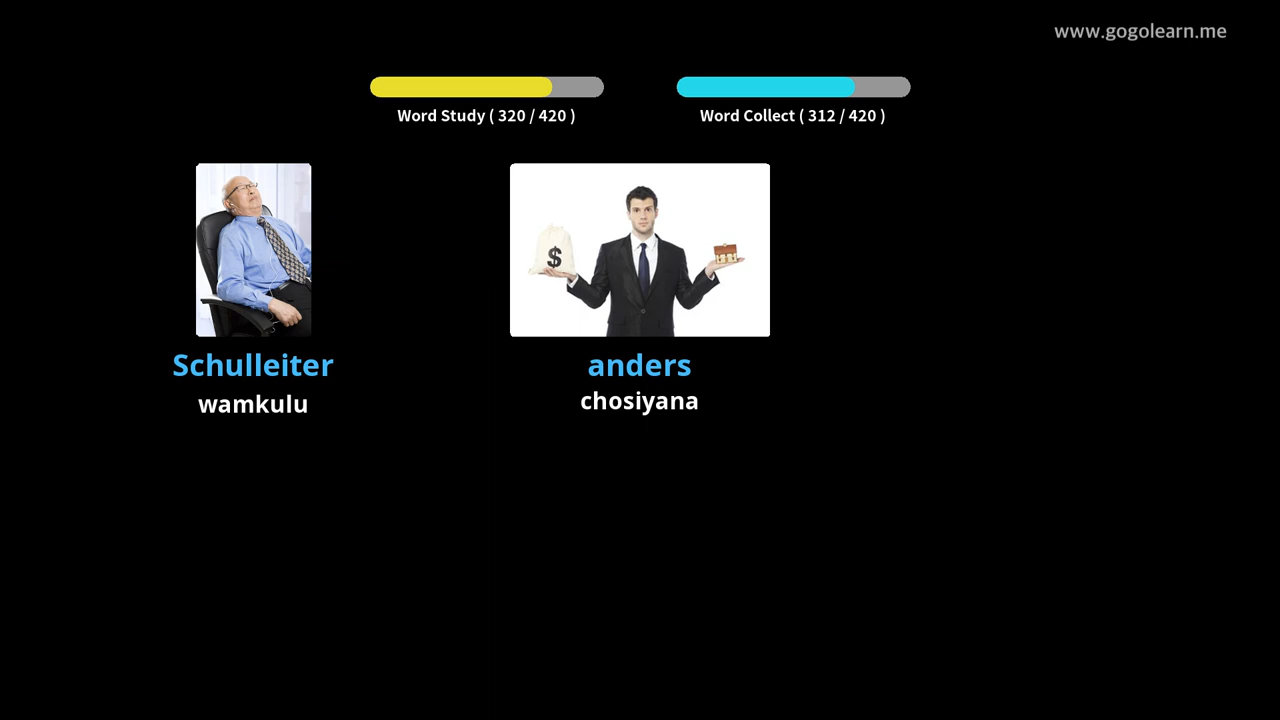 www.gogolearn.me
Word Study ( 320 / 420 )
Word Collect ( 312 / 420 )
$
Schulleiter
wamkulu
anders
chosiyana